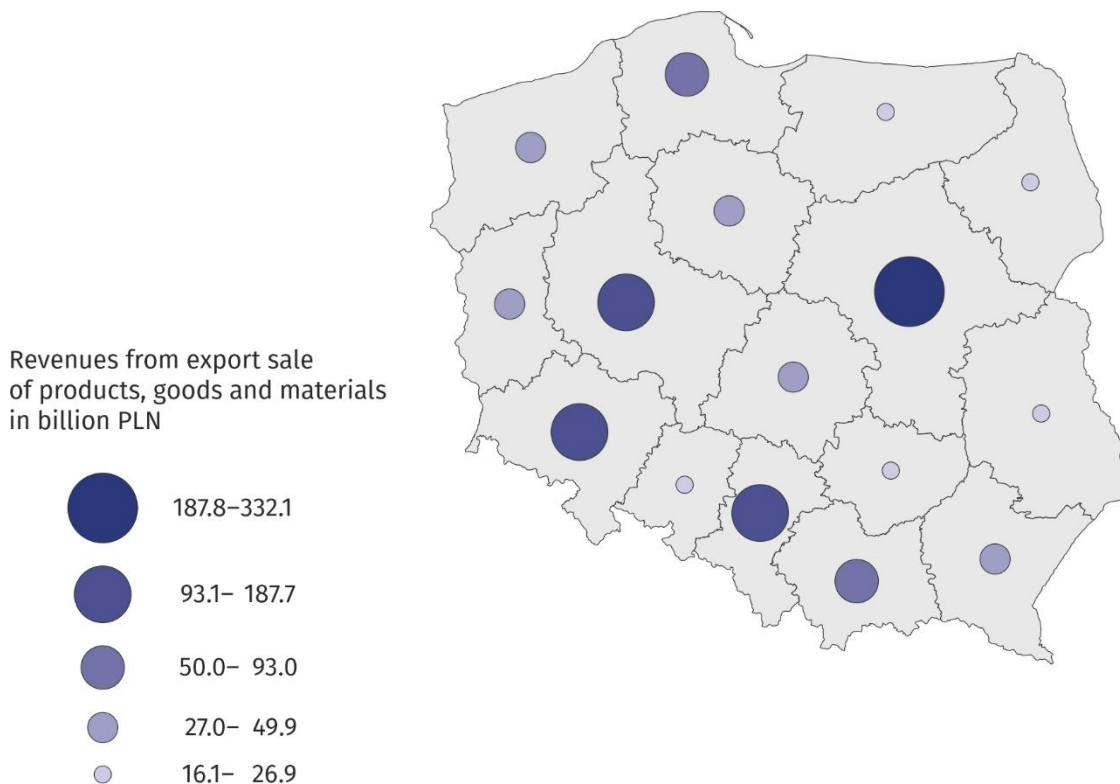 Revenues from export sale
of products, goods and materials
in billion PLN
187.8–332.1
93.1– 187.7
50.0– 93.0
27.0– 49.9
16.1– 26.9